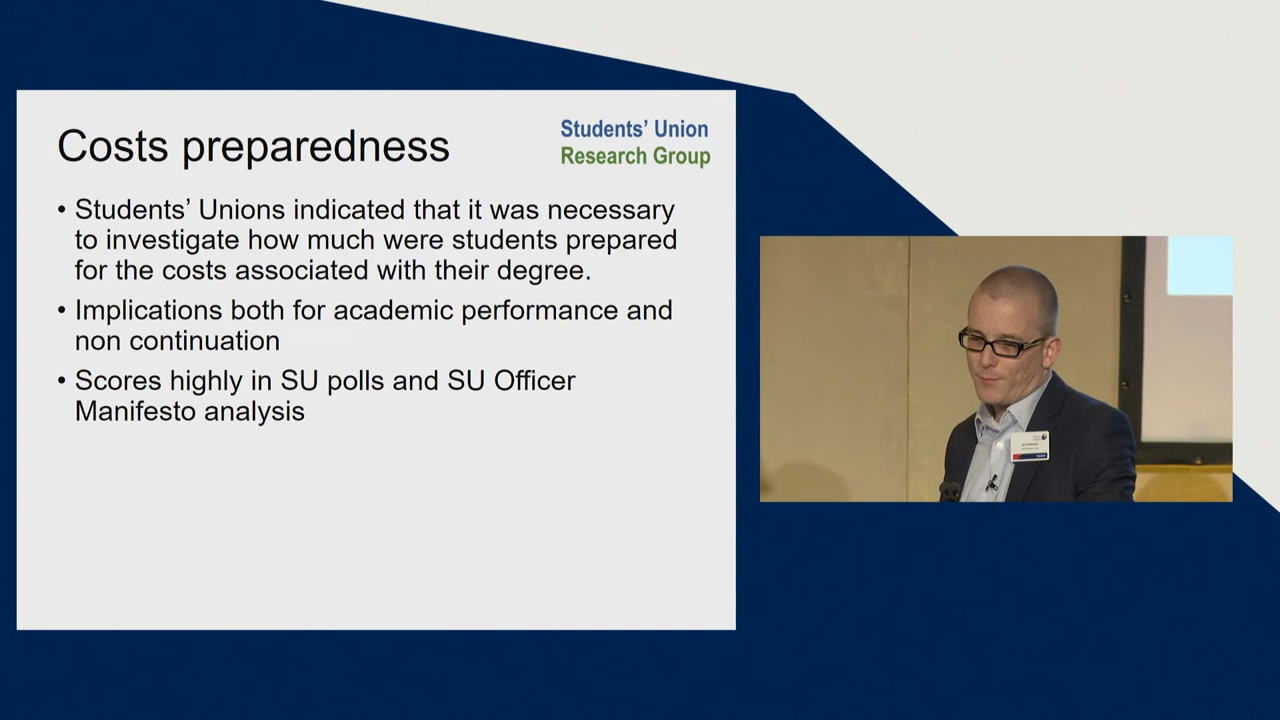 Costs preparedness
Students’ Union
Research Group
• Students’ Unions indicated that it was necessary
to investigate how much were students prepared
for the costs associated with their degree.
• Implications both for academic performance and
non continuation
• Scores highly in SU polls and SU Officer
Manifesto analysis